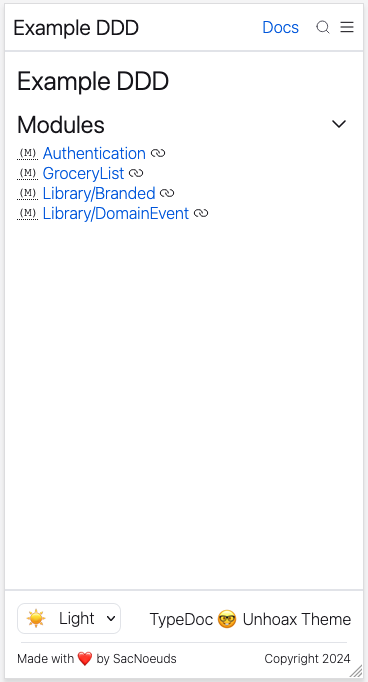 Example DDD Docs
Example DDD
Modules
(M) Authentication
(M) GroceryList
(M) Library/Branded
(M) Library/DomainEvent
☀️ Light TypeDoc 🤓 Unhoax Theme
Made with ❤️ by SacNoeuds Copyright 2024